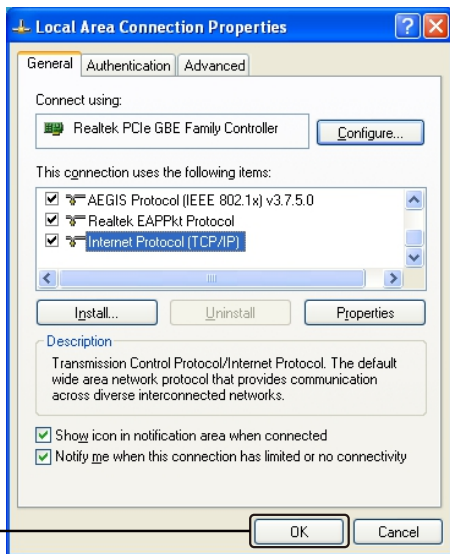 Local Area Connection Properties
General Authentication Advanced
Connect using:
Realtek PCIe GBE Family Controller
Configure...
This connection uses the following items:
AEGIS Protocol (IEEE 802.1x) v3.7.5.0
Realtek EAPPkt Protocol
Internet Protocol (TCP/IP)
Install... Uninstall Properties
Description
Transmission Control Protocol/Internet Protocol. The default
wide area network protocol that provides communication
across diverse interconnected networks.
Show icon in notification area when connected
Notify me when this connection has limited or no connectivity
OK Cancel